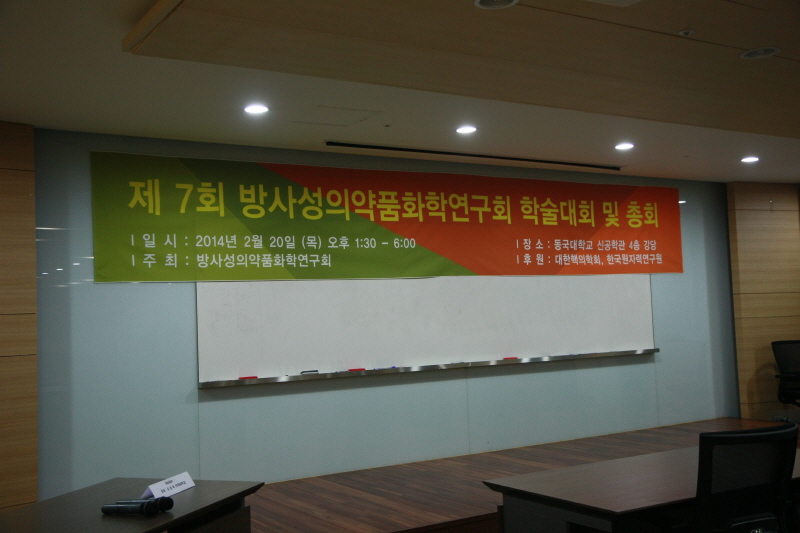 제 7회 방사성의약품화학연구회 학술대회 및 총회
일 시 : 2014년 2월 20일 (목) 오후 1:30 - 6:00
주 최 : 방사성의약품화학연구회
장 소 : 동국대학교 신공학관 4층 강당
후 원 : 대한핵의학회, 한국원자력연구원